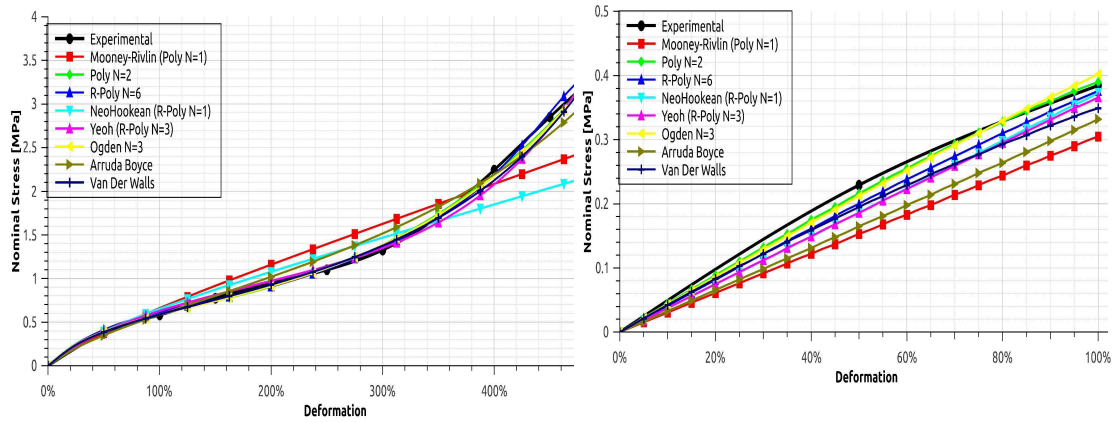 Nominal Stress [MPa]
4
3.5
3
2.5
2
1.5
1
0.5
0
Experimental
Mooney-Rivlin (Poly N=1)
Poly N=2
R-Poly N=6
NeoHookean (R-Poly N=1)
Yeoh (R-Poly N=3)
Ogden N=3
Arruda Boyce
Van Der Walls
0% 100% 200% 300% 400%
Deformation
Nominal Stress [MPa]
0.5
0.4
0.3
0.2
0.1
0
Experimental
Mooney-Rivlin (Poly N=1)
Poly N=2
R-Poly N=6
NeoHookean (R-Poly N=1)
Yeoh (R-Poly N=3)
Ogden N=3
Arruda Boyce
Van Der Walls
0% 20% 40% 60% 80% 100%
Deformation